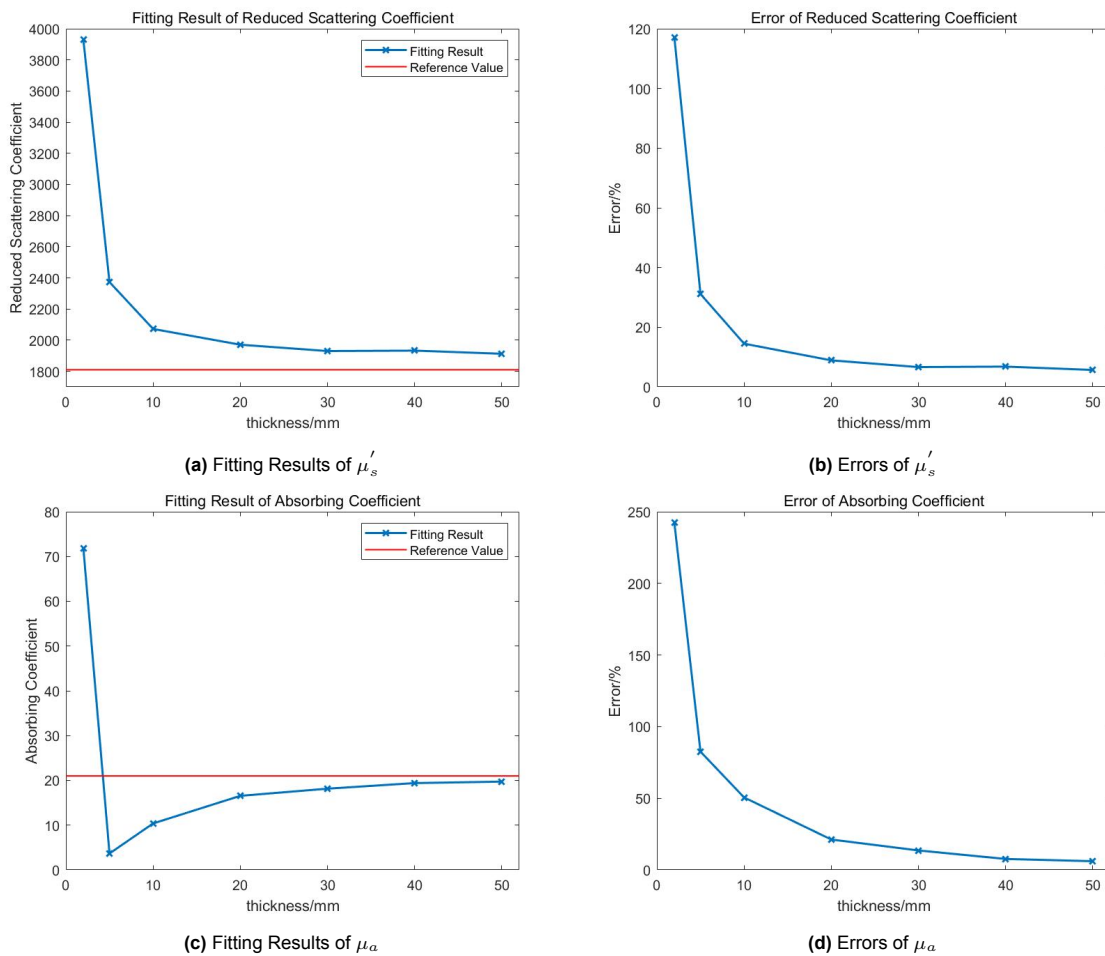 Fitting Result of Reduced Scattering Coefficient
4000
3800
3600
3400
3200
3000
2800
2600
2400
2200
2000
1800
Reduced Scattering Coefficient
Fitting Result
Reference Value
0 10 20 30 40 50
thickness/mm
(a) Fitting Results of μ′ₛ
Error of Reduced Scattering Coefficient
120
100
80
60
40
20
0
Error/%
0 10 20 30 40 50
thickness/mm
(b) Errors of μ′ₛ
Fitting Result of Absorbing Coefficient
80
70
60
50
40
30
20
10
0
Absorbing Coefficient
Fitting Result
Reference Value
0 10 20 30 40 50
thickness/mm
(c) Fitting Results of μₐ
Error of Absorbing Coefficient
250
200
150
100
50
0
Error/%
0 10 20 30 40 50
thickness/mm
(d) Errors of μₐ